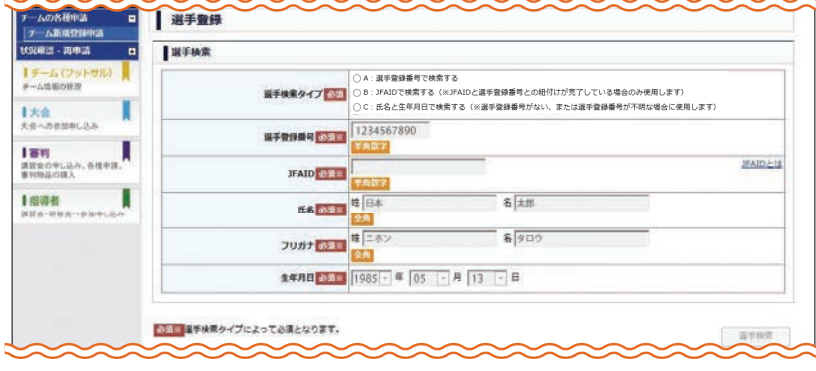 チームの各種申請
チーム新規登録申請
状況確認・再申請
チーム（フットサル）
チーム情報の管理
大会
大会への参加申し込み
審判
講習会の申し込み、各種申請、
審判物品の購入
指導者
選手登録
選手検索
選手検索タイプ 必須
○ A：選手登録番号で検索する
○ B：JFAIDで検索する（※JFAIDと選手登録番号との紐付けが完了している場合のみ使用します）
○ C：氏名と生年月日で検索する（※選手登録番号がない、または選手登録番号が不明な場合に使用します）
選手登録番号 必須※ 1234567890
半角数字
JFAID 必須※ JFAIDとは
半角数字
氏名 必須※ 姓 日本 名 太郎
全角
フリガナ 必須※ 姓 ニホン 名 タロウ
全角
生年月日 必須※ 1985 年 05 月 13 日
必須※ 選手検索タイプによって必須となります。
選手検索